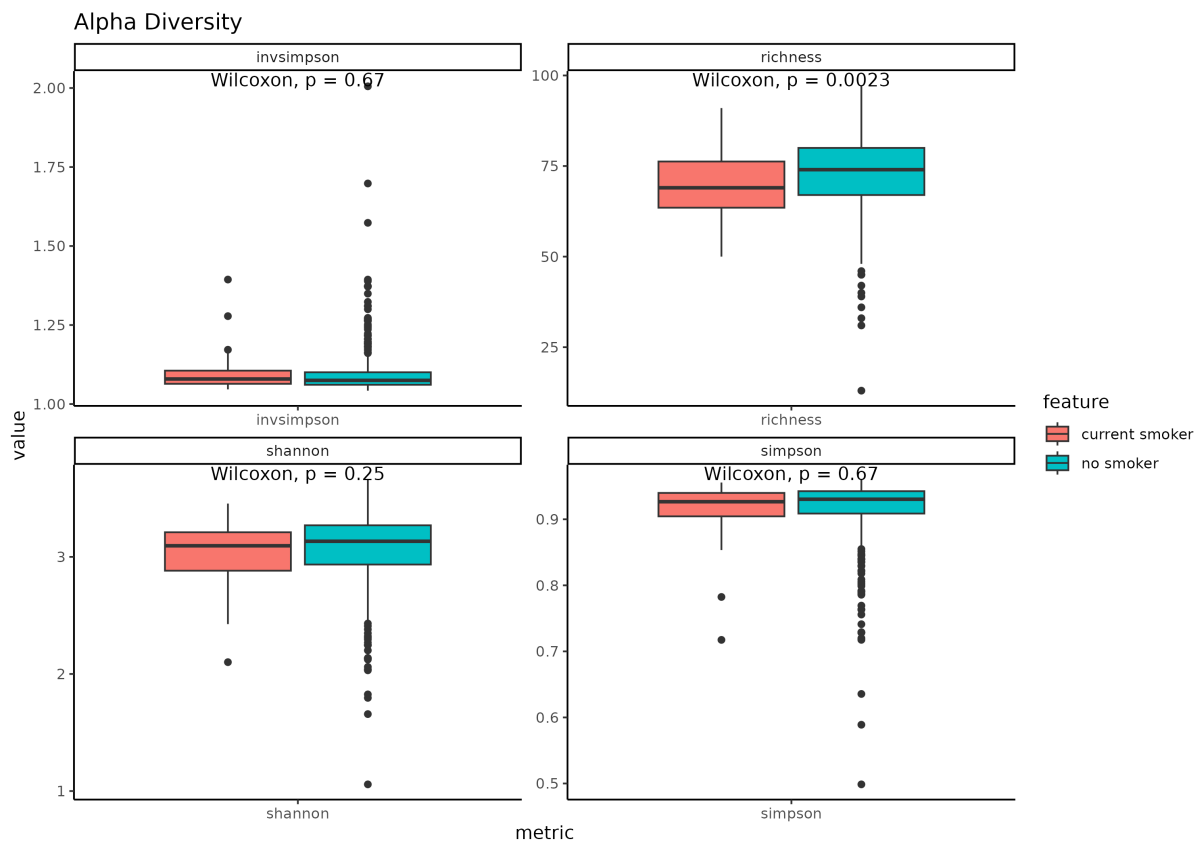 Alpha Diversity
invsimpson
Wilcoxon, p = 0.67
2.00
1.75
1.50
1.25
1.00
invsimpson
richness
Wilcoxon, p = 0.0023
100
75
50
25
richness
shannon
Wilcoxon, p = 0.25
3
2
1
shannon
simpson
Wilcoxon, p = 0.67
0.9
0.8
0.7
0.6
0.5
simpson
value
metric
feature
current smoker
no smoker